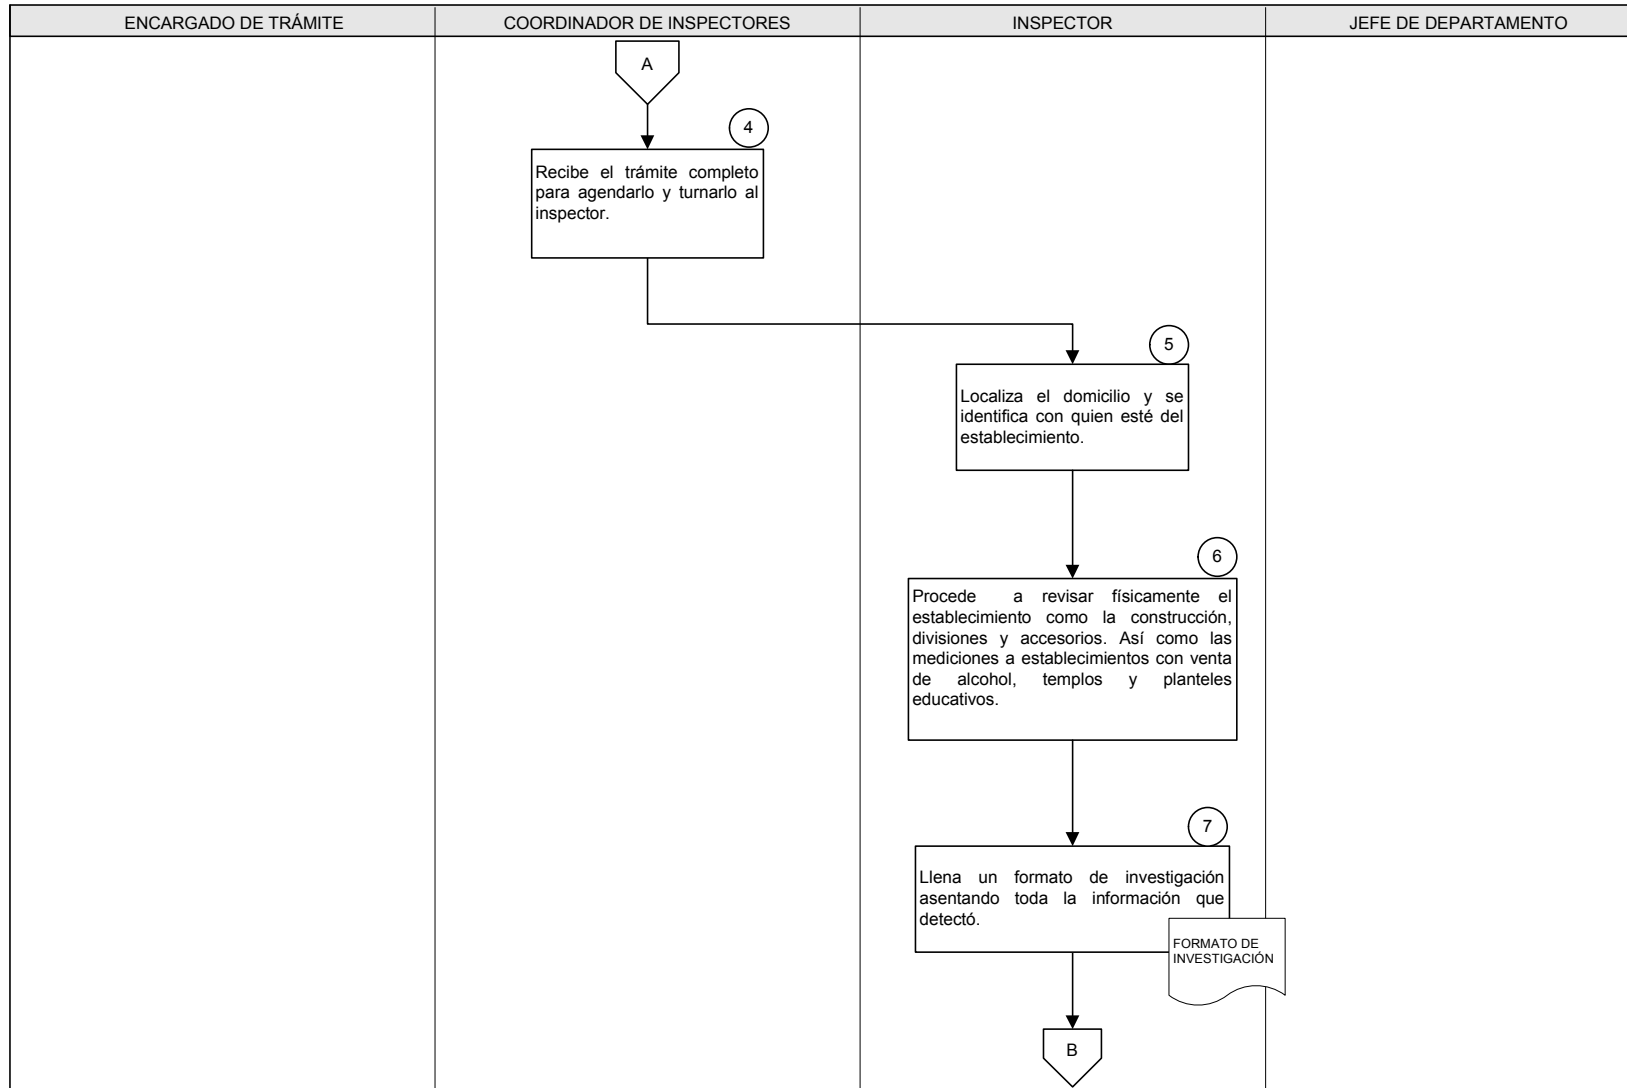 ENCARGADO DE TRÁMITE
COORDINADOR DE INSPECTORES
INSPECTOR
JEFE DE DEPARTAMENTO
A
4
Recibe el trámite completo
para agendarlo y turnarlo al
inspector.
5
Localiza el domicilio y se
identifica con quien esté del
establecimiento.
6
Procede a revisar físicamente el
establecimiento como la construcción,
divisiones y accesorios. Así como las
mediciones a establecimientos con venta
de alcohol, templos y planteles
educativos.
7
Llena un formato de investigación
asentando toda la información que
detectó.
FORMATO DE
INVESTIGACIÓN
B